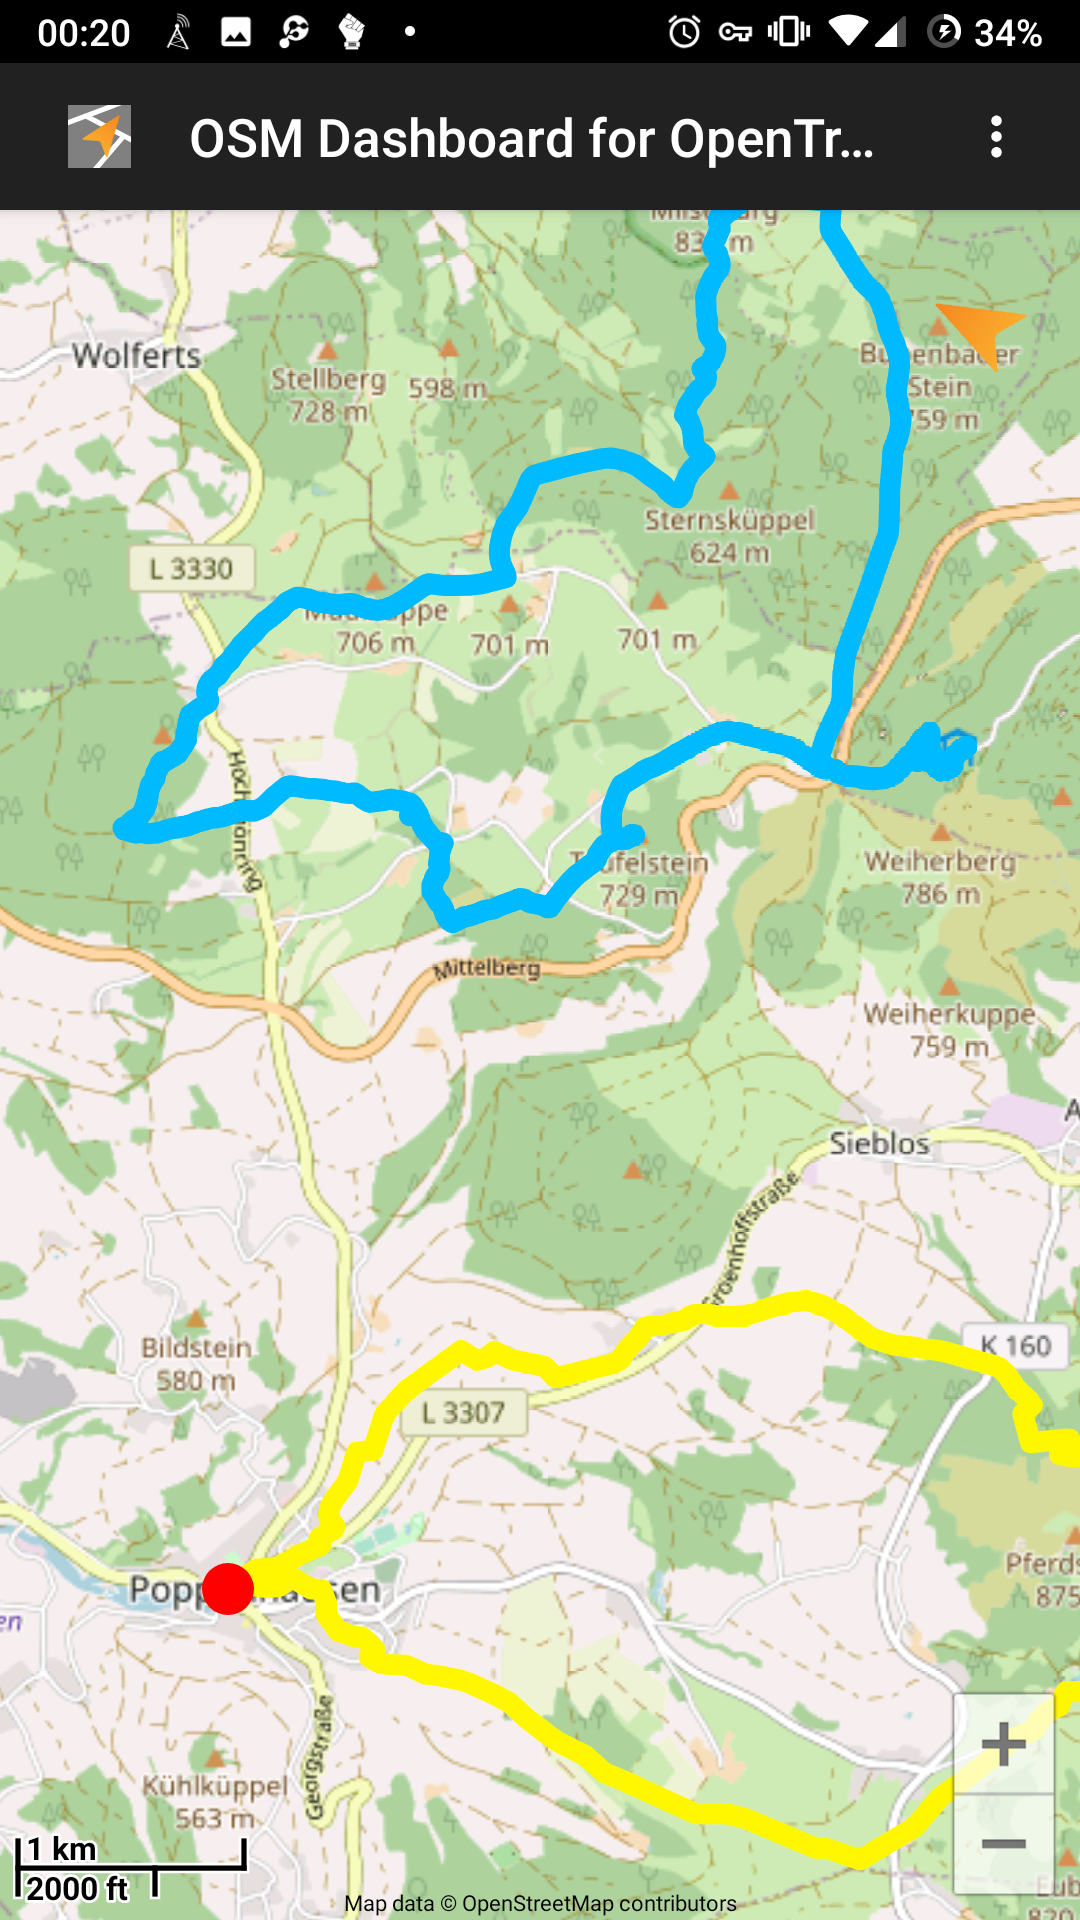 00:20
34%
OSM Dashboard for OpenTr...
Wolferts
Stellberg
728 m
598 m
Stein
Sternsküppel
624 m
L 3330
706 m
701 m
701 m
Weiherberg
786 m
729 m
Mittelberg
Weiherkuppe
759 m
Sieblos
Bildstein
580 m
K 160
L 3307
Georgstraße
Kühlküppel
563 m
+
−
1 km
2000 ft
Map data © OpenStreetMap contributors